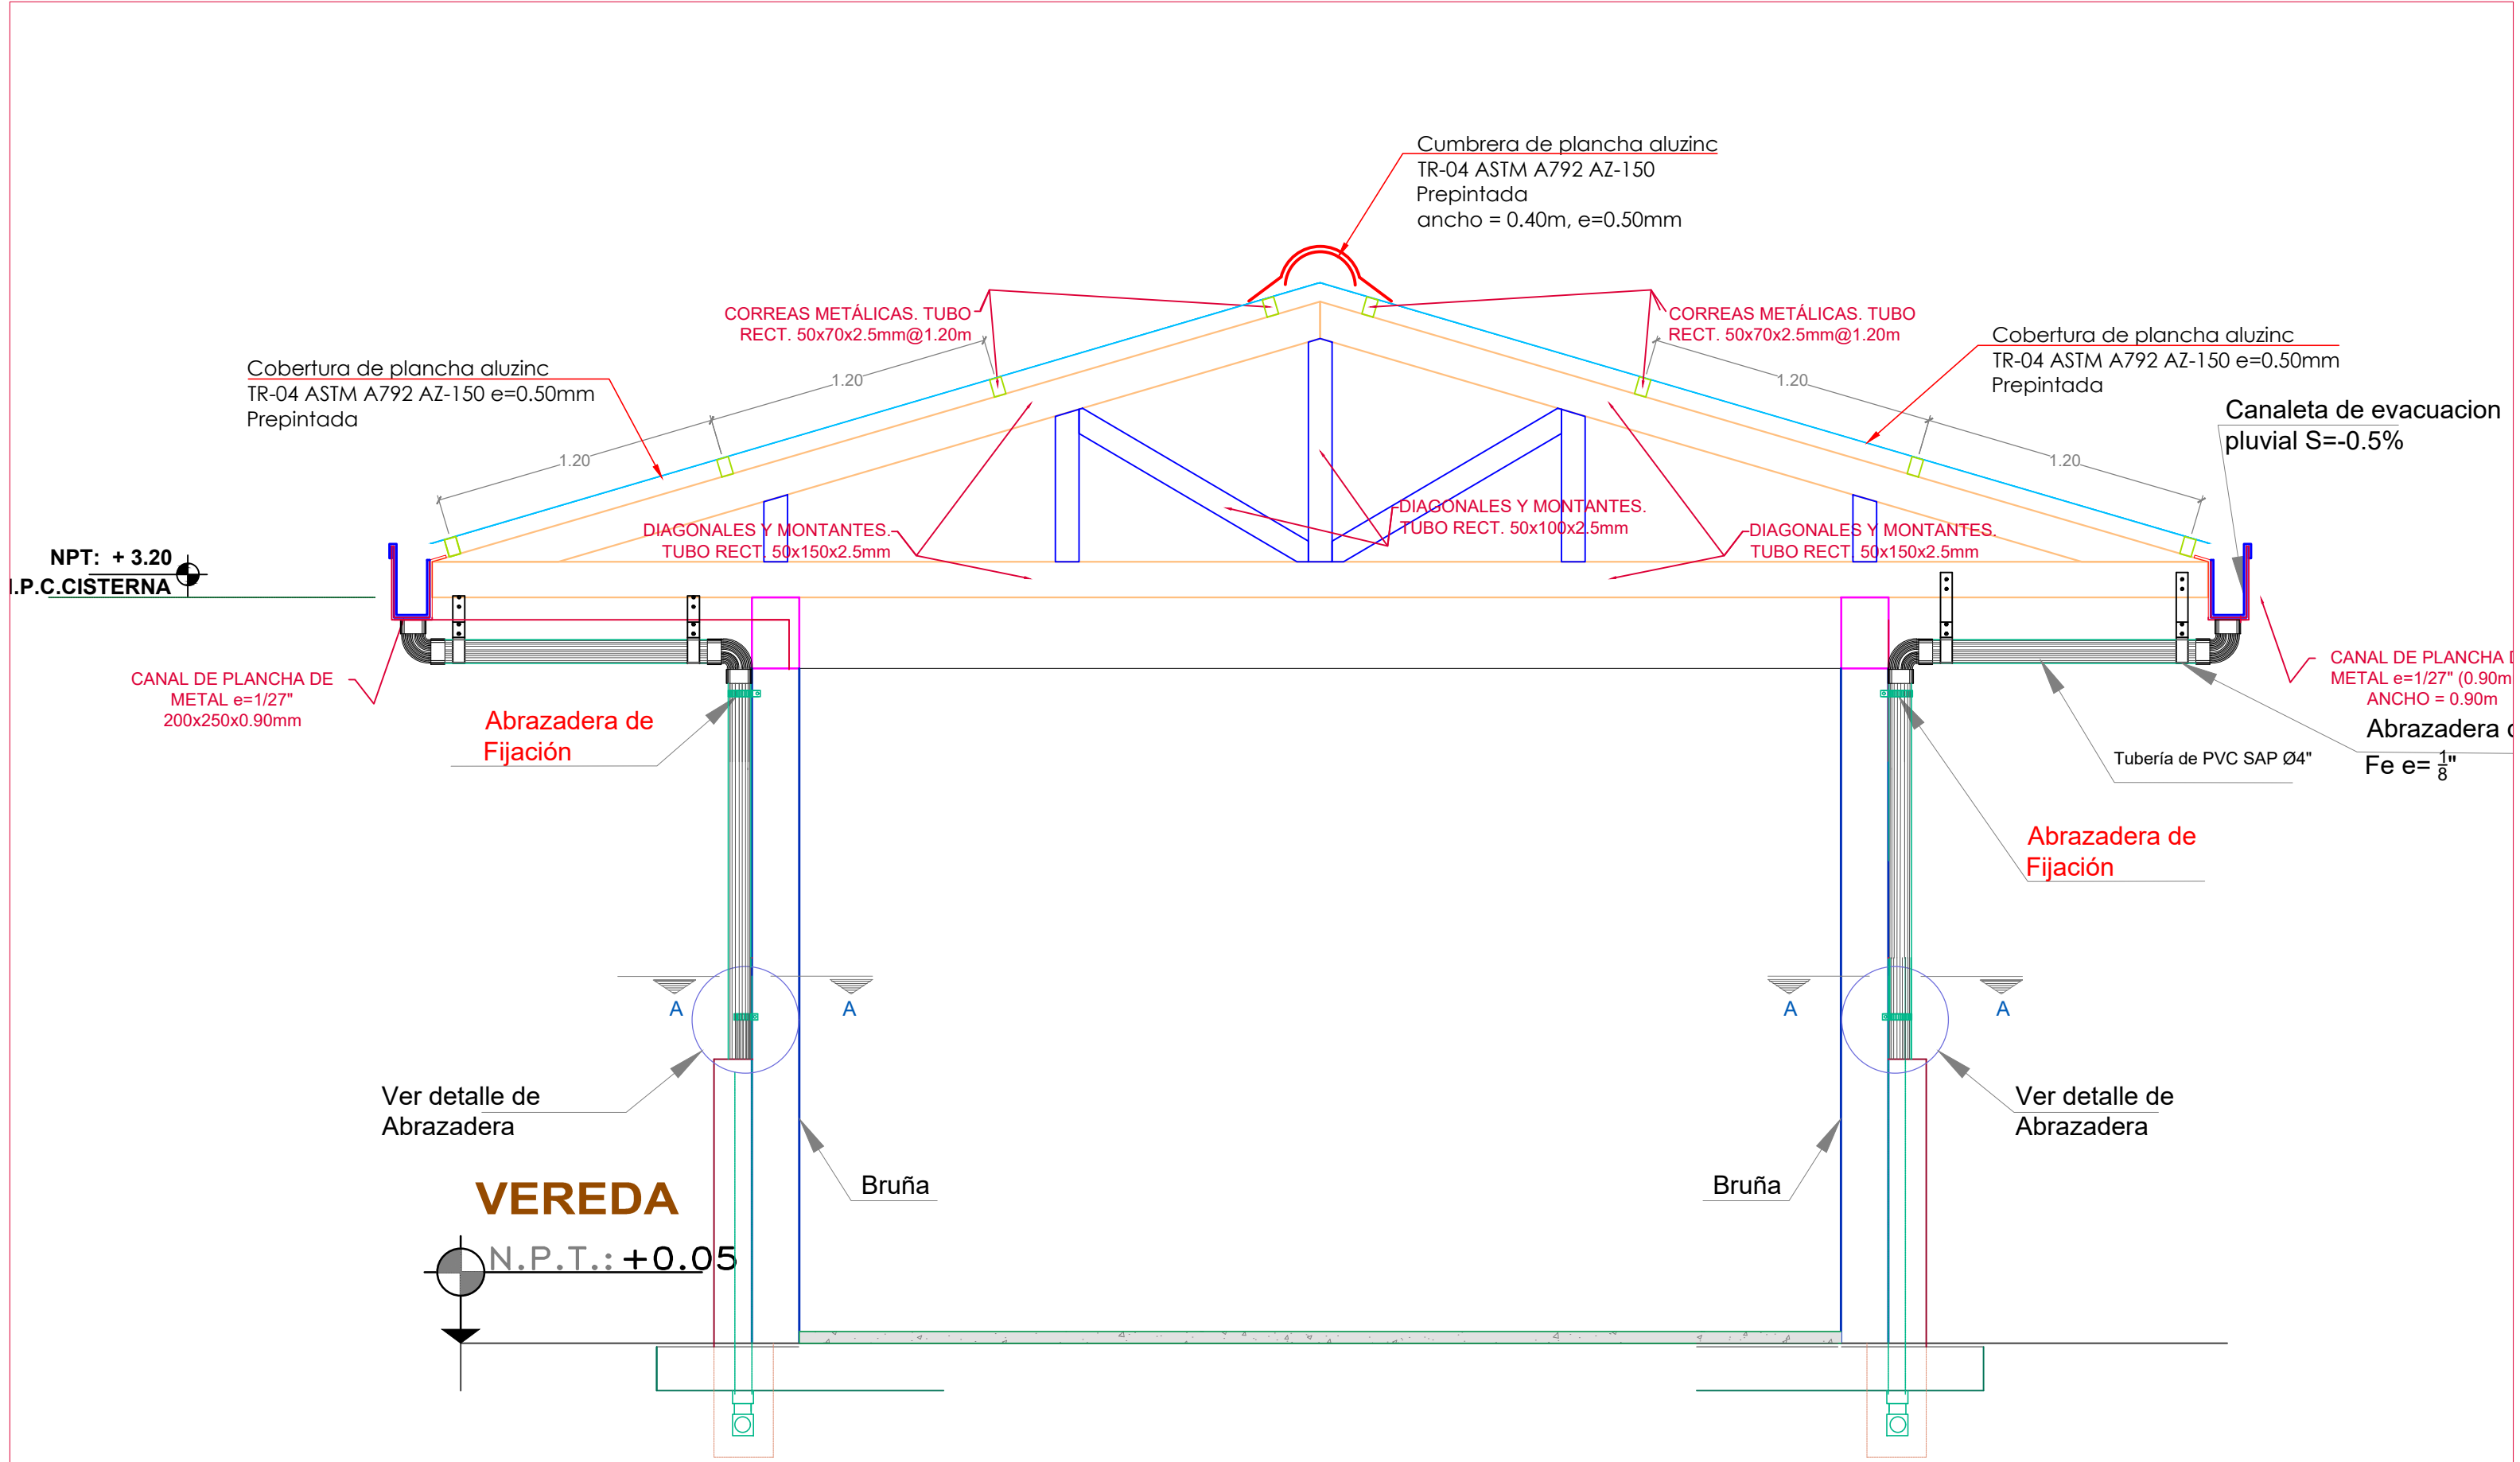 Cumbrera de plancha aluzinc
TR-04 ASTM A792 AZ-150
Prepintada
ancho = 0.40m, e=0.50mm
CORREAS METÁLICAS. TUBO
RECT. 50x70x2.5mm@1.20m
CORREAS METÁLICAS. TUBO
RECT. 50x70x2.5mm@1.20m
Cobertura de plancha aluzinc
TR-04 ASTM A792 AZ-150 e=0.50mm
Prepintada
Cobertura de plancha aluzinc
TR-04 ASTM A792 AZ-150 e=0.50mm
Prepintada
1.20
1.20
1.20
1.20
Canaleta de evacuacion
pluvial S=-0.5%
DIAGONALES Y MONTANTES.
TUBO RECT. 50x150x2.5mm
DIAGONALES Y MONTANTES.
TUBO RECT. 50x100x2.5mm
DIAGONALES Y MONTANTES.
TUBO RECT. 50x150x2.5mm
NPT: + 3.20
.P.C.CISTERNA
CANAL DE PLANCHA DE
METAL e=1/27"
200x250x0.90mm
CANAL DE PLANCHA D
METAL e=1/27" (0.90m
ANCHO = 0.90m
Abrazadera de
Fijación
Abrazadera
Fe e= 1/8"
Tubería de PVC SAP Ø4"
Abrazadera de
Fijación
A
A
A
A
Ver detalle de
Abrazadera
Ver detalle de
Abrazadera
Bruña
Bruña
VEREDA
N.P.T.: +0.05